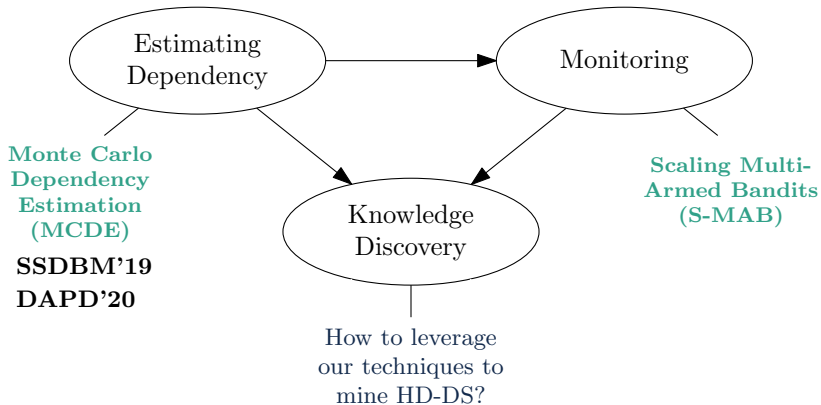 Estimating
Dependency
Monitoring
Monte Carlo
Dependency
Estimation
(MCDE)
SSDBM'19
DAPD'20
Scaling Multi-
Armed Bandits
(S-MAB)
Knowledge
Discovery
How to leverage
our techniques to
mine HD-DS?